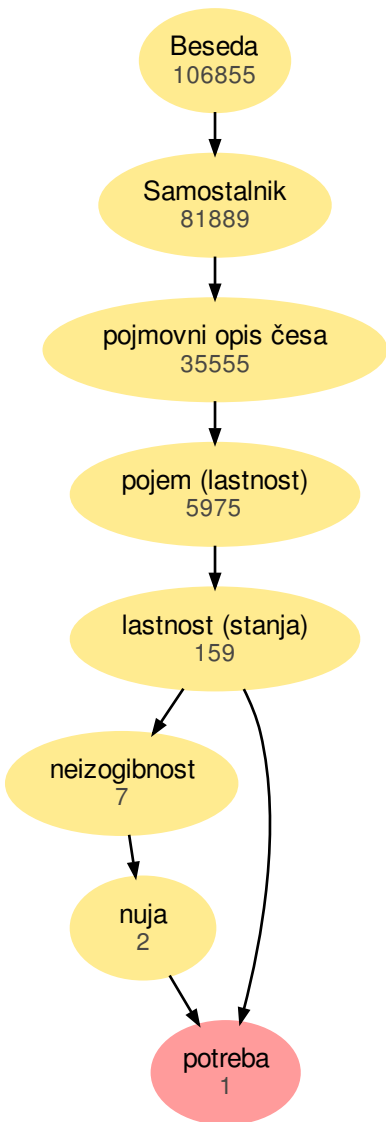 Beseda
106855
Samostalnik
81889
pojmovni opis česa
35555
pojem (lastnost)
5975
lastnost (stanja)
159
neizogibnost
7
nuja
2
potreba
1